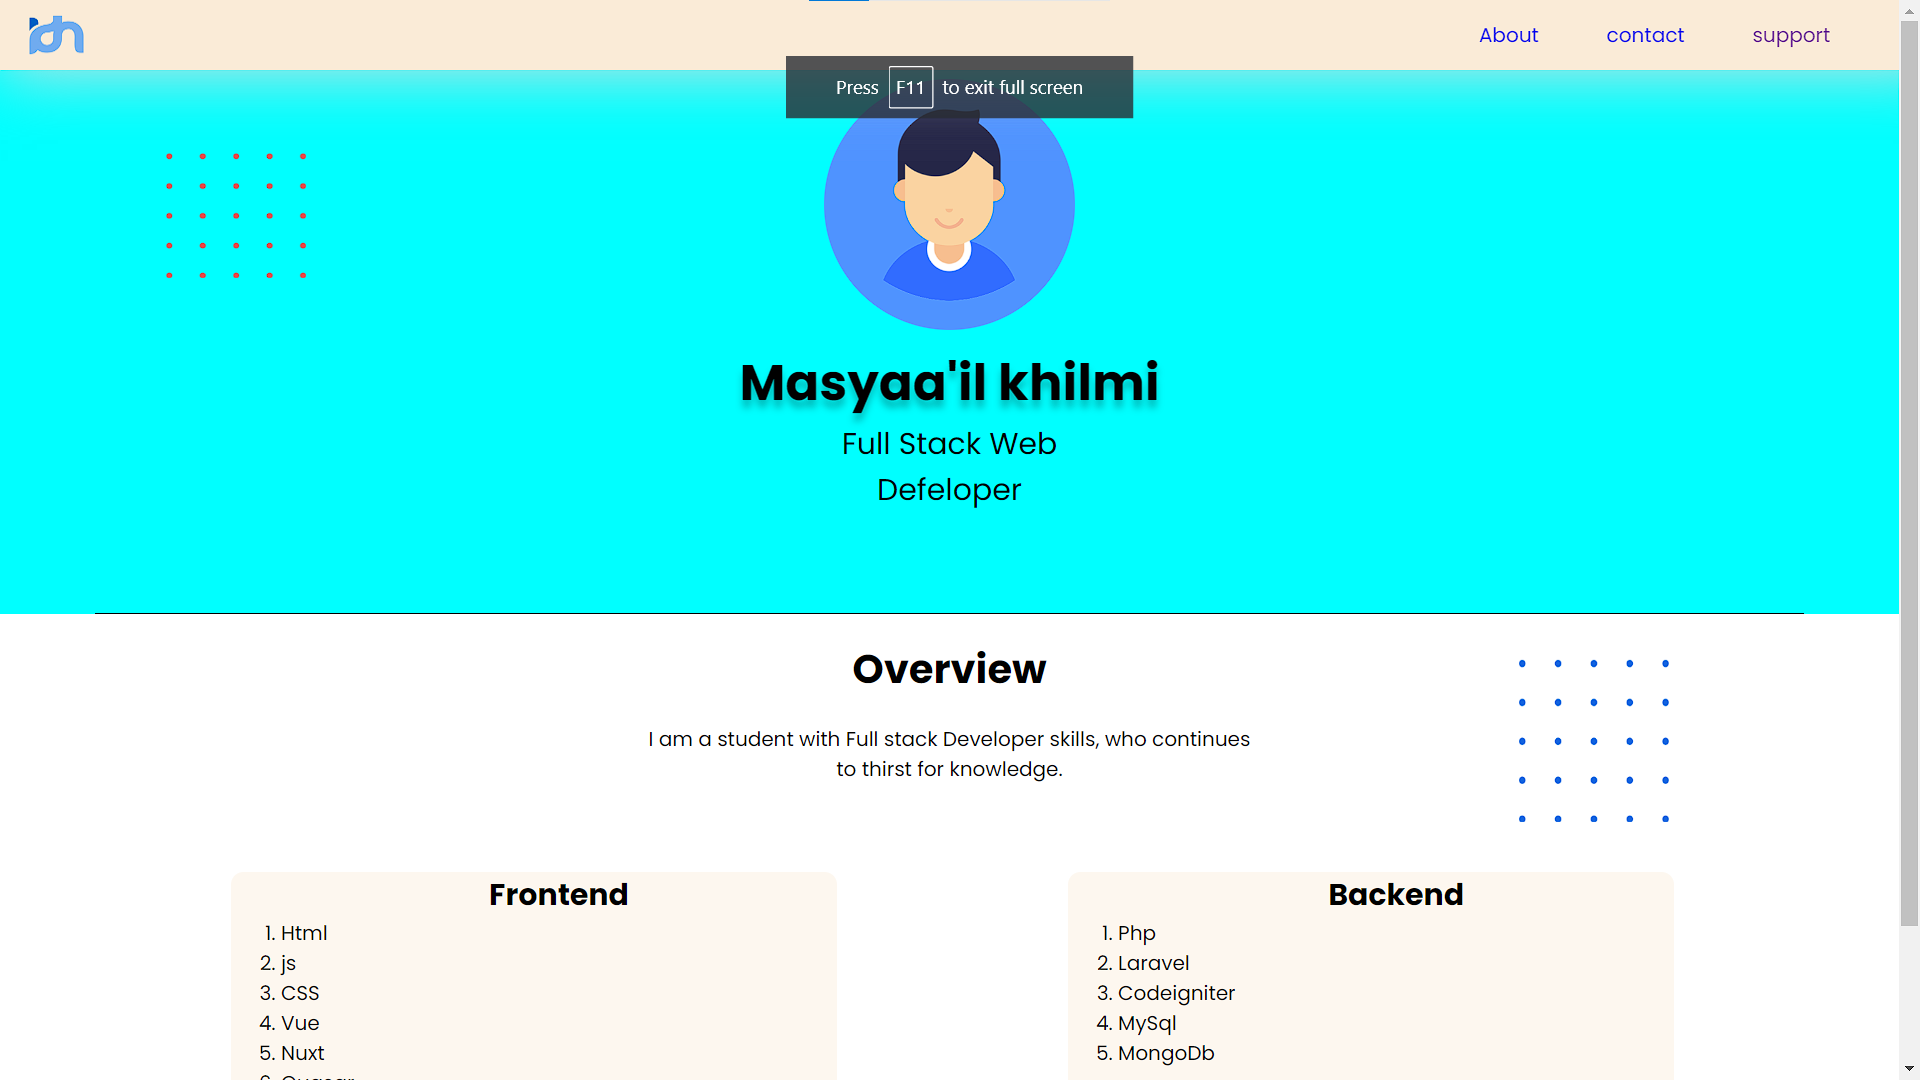 About contact support
Press F11 to exit full screen
Masyaa'il khilmi
Full Stack Web
Defeloper
Overview
I am a student with Full stack Developer skills, who continues
to thirst for knowledge.
Frontend
1. Html
2. js
3. CSS
4. Vue
5. Nuxt
6. Quasar
Backend
1. Php
2. Laravel
3. Codeigniter
4. MySql
5. MongoDb